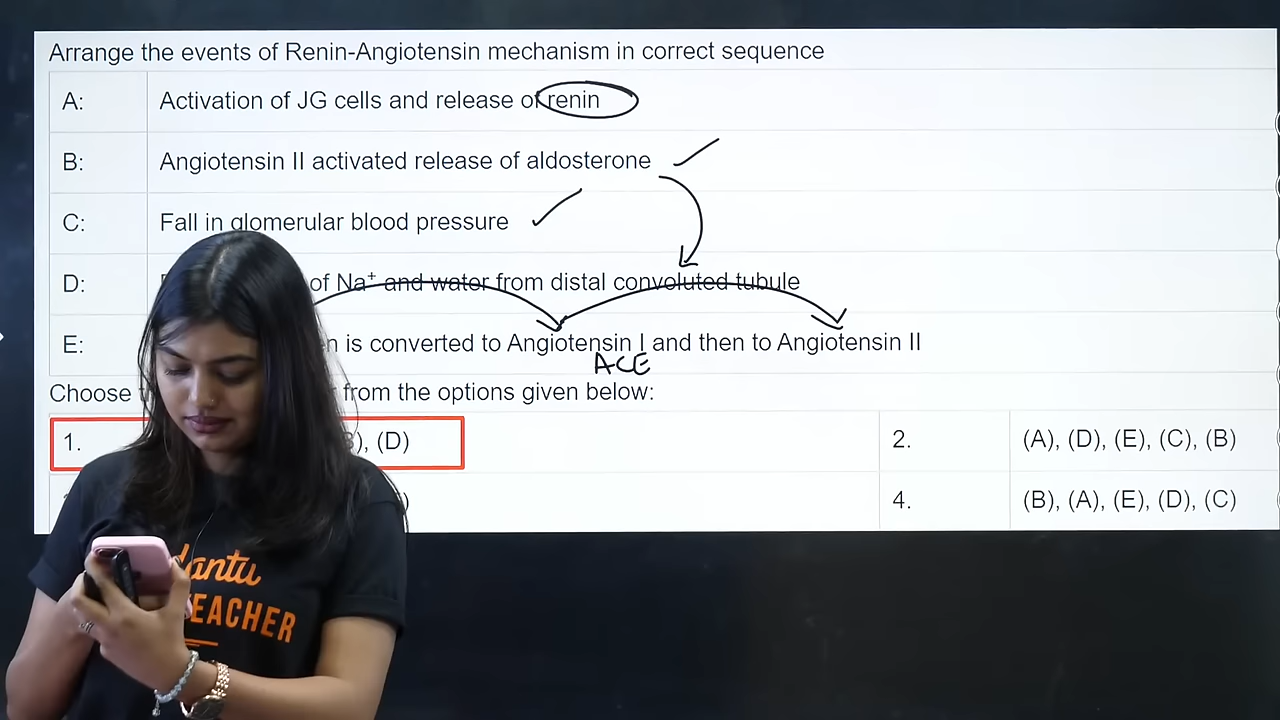 Arrange the events of Renin-Angiotensin mechanism in correct sequence
A: Activation of JG cells and release of renin
B: Angiotensin II activated release of aldosterone
C: Fall in glomerular blood pressure
D: of Na⁺ and water from distal convoluted tubule
E: n is converted to Angiotensin I and then to Angiotensin II
ACE
Choose from the options given below:
1. ), (D) 2. (A), (D), (E), (C), (B)
4. (B), (A), (E), (D), (C)
dantu
TEACHER